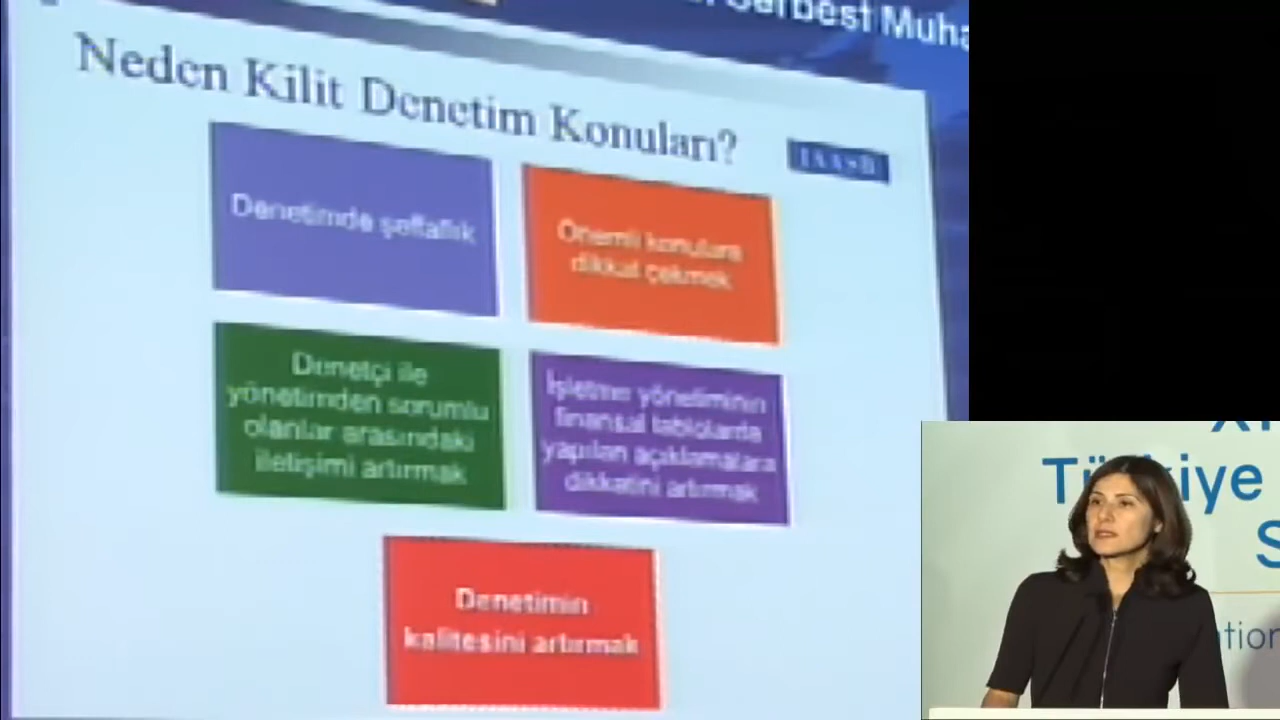 Serbest Muha
Neden Kilit Denetim Konuları?
IAASB
Denetimde şeffaflık
Önemli konulara
dikkat çekmek
Denetçi ile
yönetimden sorumlu
olanlar arasındaki
iletişimi artırmak
İşletme yönetiminin
finansal tablolarda
yapılan açıklamalara
dikkatini artırmak
Denetimin
kalitesini artırmak
Türkiye
S